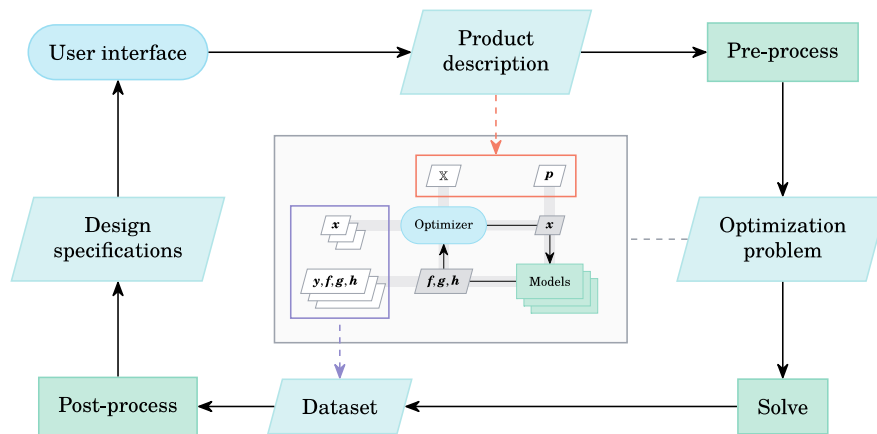 User interface
Product
description
Pre-process
𝕏
p
x
Optimizer
x
y, f, g, h
f, g, h
Models
Design
specifications
Optimization
problem
Post-process
Dataset
Solve